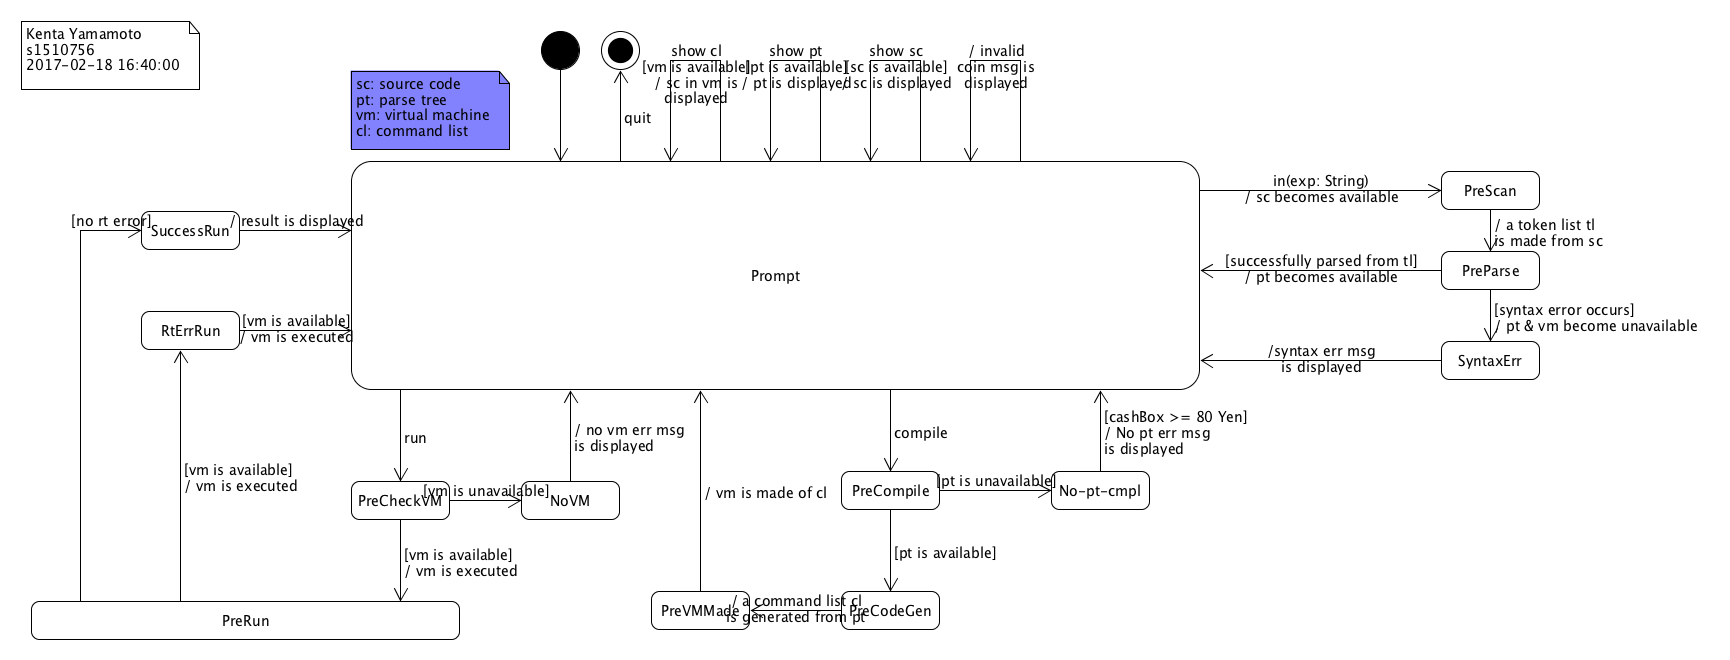 Kenta Yamamoto
s1510756
2017-02-18 16:40:00
sc: source code
pt: parse tree
vm: virtual machine
cl: command list
quit
show cl
[vm is available]
/ sc in vm is
displayed
show pt
[pt is available]
/ pt is displayed
show sc
[sc is available]
/ sc is displayed
/ invalid
coin msg is
displayed
in(exp: String)
/ sc becomes available
PreScan
/ a token list tl
is made from sc
[no rt error]
SuccessRun
/ result is displayed
Prompt
[successfully parsed from tl]
/ pt becomes available
PreParse
[syntax error occurs]
/ pt & vm become unavailable
RtErrRun
[vm is available]
/ vm is executed
/syntax err msg
is displayed
SyntaxErr
run
/ no vm err msg
is displayed
compile
[cashBox >= 80 Yen]
/ No pt err msg
is displayed
[vm is available]
/ vm is executed
PreCheckVM
[vm is unavailable]
NoVM
/ vm is made of cl
PreCompile
[pt is unavailable]
No-pt-cmpl
[vm is available]
/ vm is executed
[pt is available]
PreRun
PreVMMade
/ a command list cl
is generated from pt
PreCodeGen